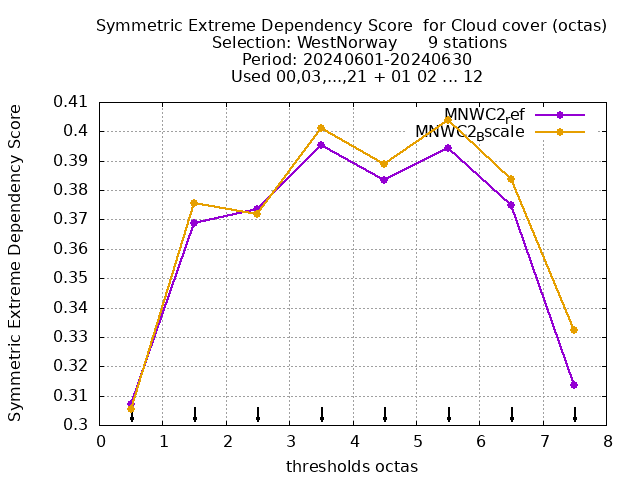 Symmetric Extreme Dependency Score  for Cloud cover (octas)
Selection: WestNorway      9 stations
Period: 20240601-20240630
Used 00,03,...,21 + 01 02 ... 12
MNWC2_ref
MNWC2_Bscale
Symmetric Extreme Dependency Score
0.41
0.4
0.39
0.38
0.37
0.36
0.35
0.34
0.33
0.32
0.31
0.3
0 1 2 3 4 5 6 7 8
thresholds octas